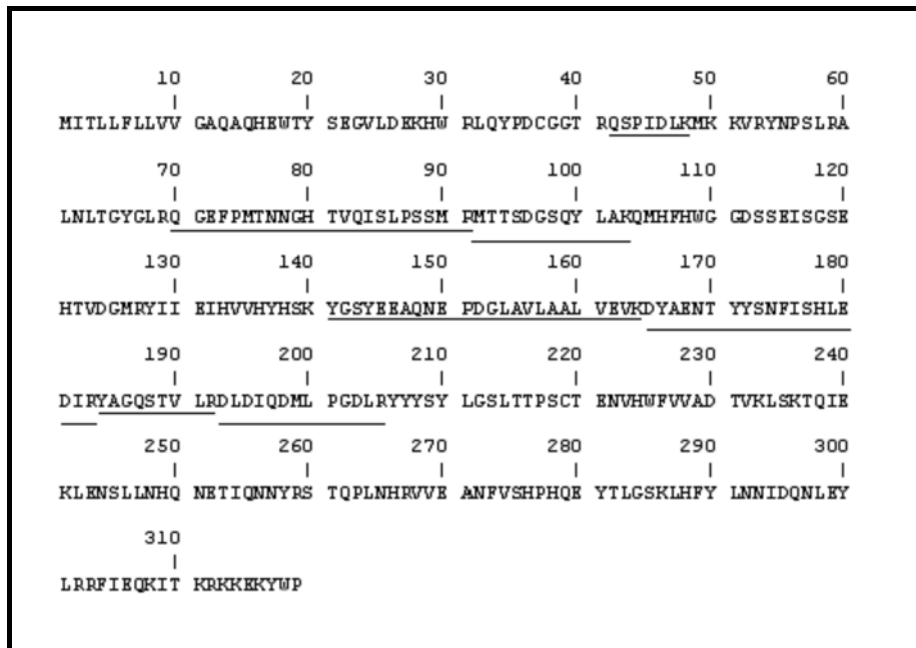 10 20 30 40 50 60
| | | | | |
MITLLFLLVV GAQAQHEWTY SEGVLDEKHW RLQYPDCGGT RQSPIDLKMK KVRYNPSLRA
70 80 90 100 110 120
| | | | | |
LNLTGYGLRQ GEFPMTNNGH TVQISLPSSM RMTTSDGSQY LAKQMHFHWG GDSSEISGSE
130 140 150 160 170 180
| | | | | |
HTVDGMRYII EIHVVHYHSK YGSYEEAQNE PDGLAVLAAL VEVKDYAENT YYSNFISHLE
190 200 210 220 230 240
| | | | | |
DIRYAGQSTV LRDLDIQDML PGDLRYYYSY LGSLTTPSCT ENVHWFVVAD TVKLSKTQIE
250 260 270 280 290 300
| | | | | |
KLENSLLNHQ NETIQNNYRS TQPLNHRVVE ANFVSHPHQE YTLGSKLHFY LNNIDQNLEY
310
|
LRRFIEQKIT KRKKEKYWP